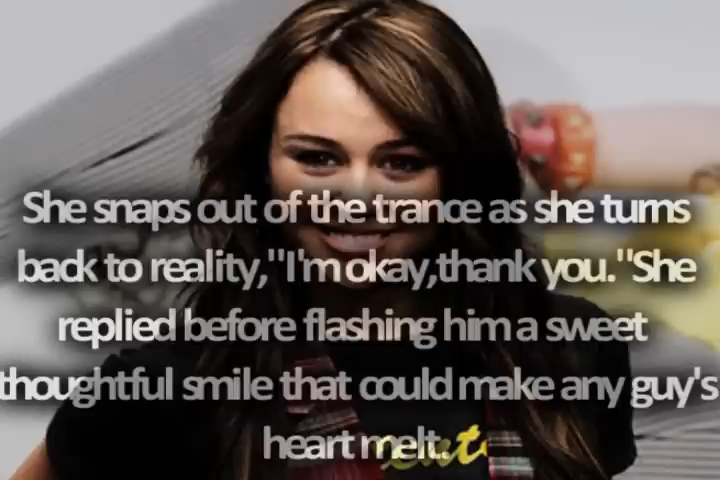 She snaps out of the trance as she turns
back to reality,"I'm okay,thank you."She
replied before flashing him a sweet
thoughtful smile that could make any guy's
heart melt.